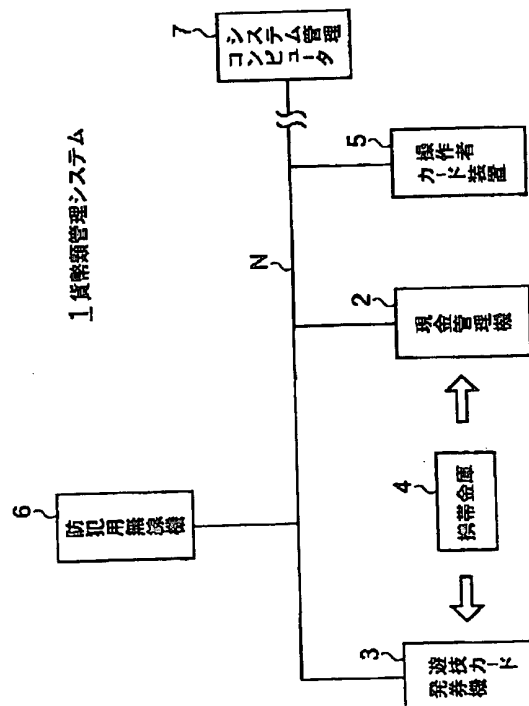 1 貨幣類管理システム
6
防犯用無線機
N
7
システム管理
コンピュータ
3
遊技カード
発券機
4
携帯金庫
2
現金管理機
5
操作者
カード装置